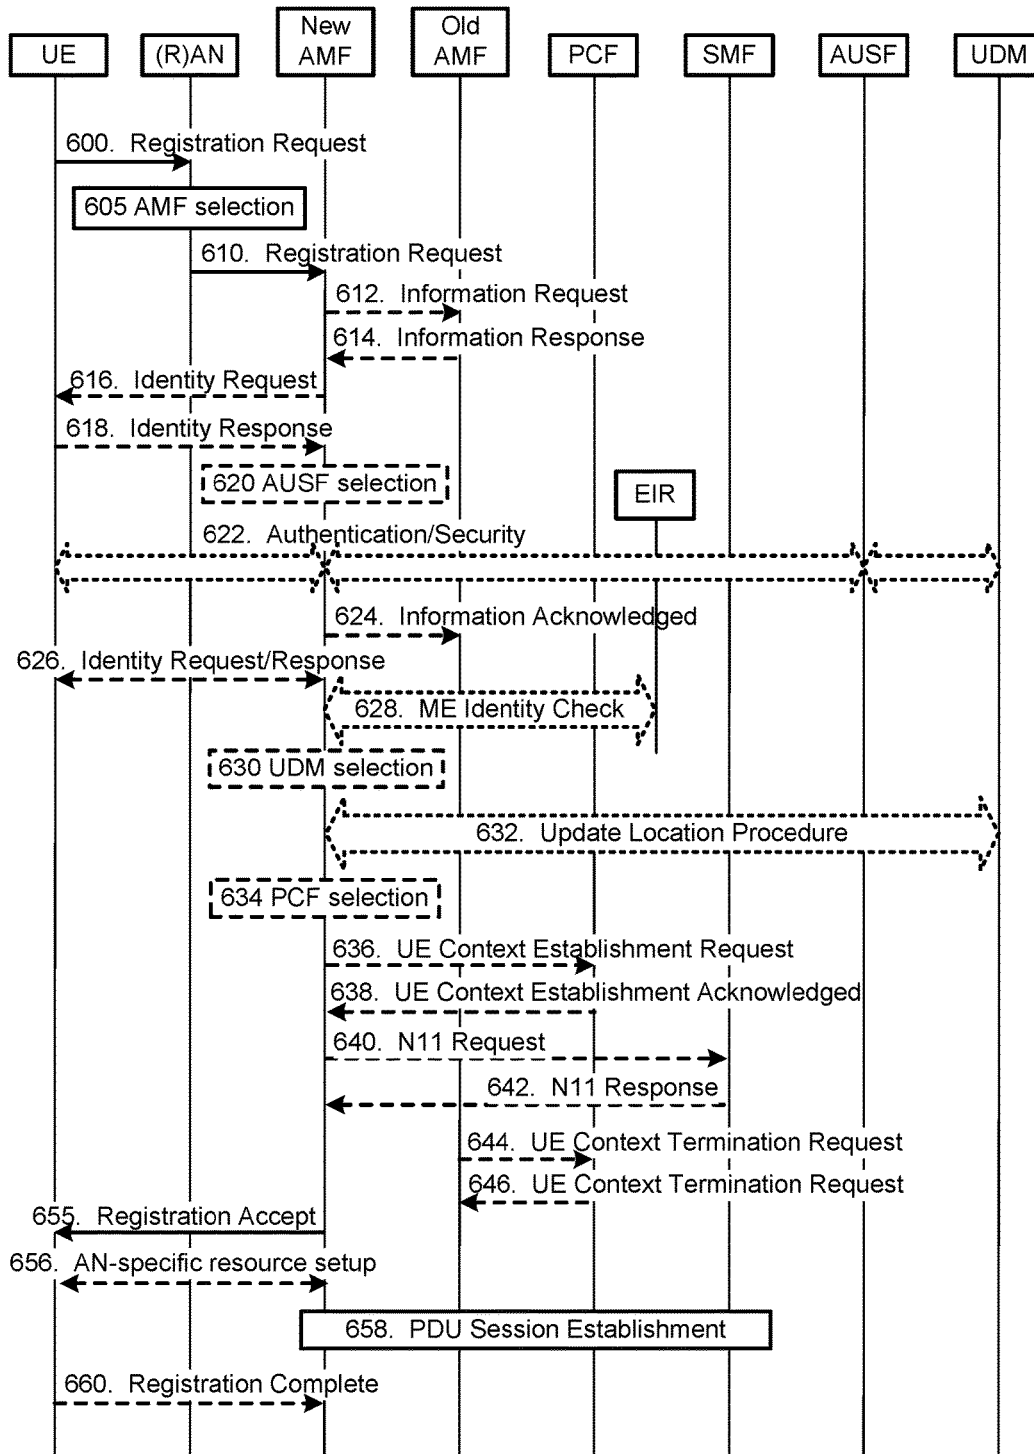 New
Old
UE
(R)AN
AMF
AMF
PCF
SMF
AUSF
UDM
600. Registration Request
605 AMF selection
610. Registration Request
612. Information Request
614. Information Response
616. Identity Request
618. Identity Response
620 AUSF selection
EIR
622. Authentication/Security
624. Information Acknowledged
626. Identity Request/Response
628. ME Identity Check
630 UDM selection
632. Update Location Procedure
634 PCF selection
636. UE Context Establishment Request
638. UE Context Establishment Acknowledged
640. N11 Request
642. N11 Response
644. UE Context Termination Request
646. UE Context Termination Request
655. Registration Accept
656. AN-specific resource setup
658. PDU Session Establishment
660. Registration Complete